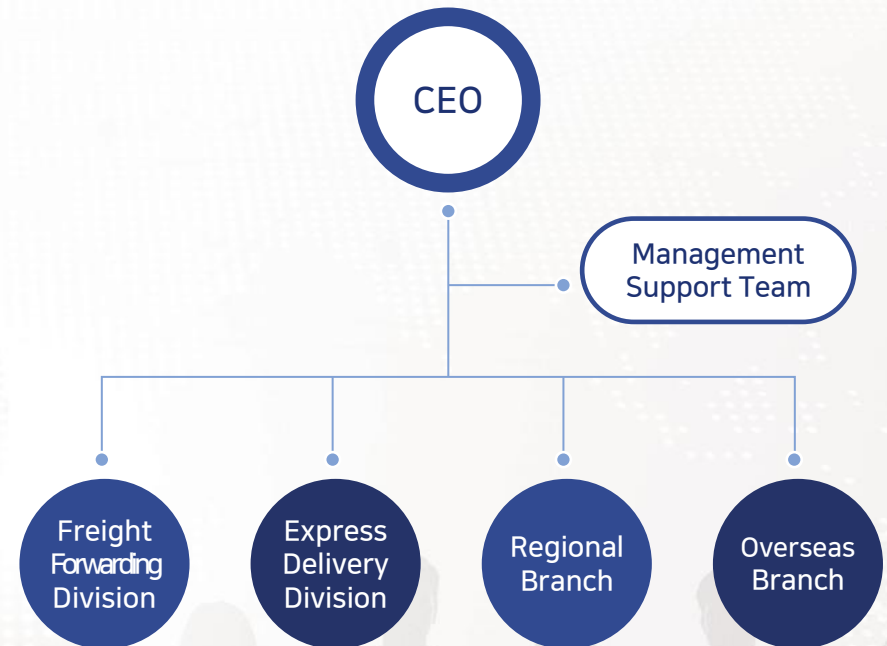 CEO
Management
Support Team
Freight
Forwarding
Division
Express
Delivery
Division
Regional
Branch
Overseas
Branch